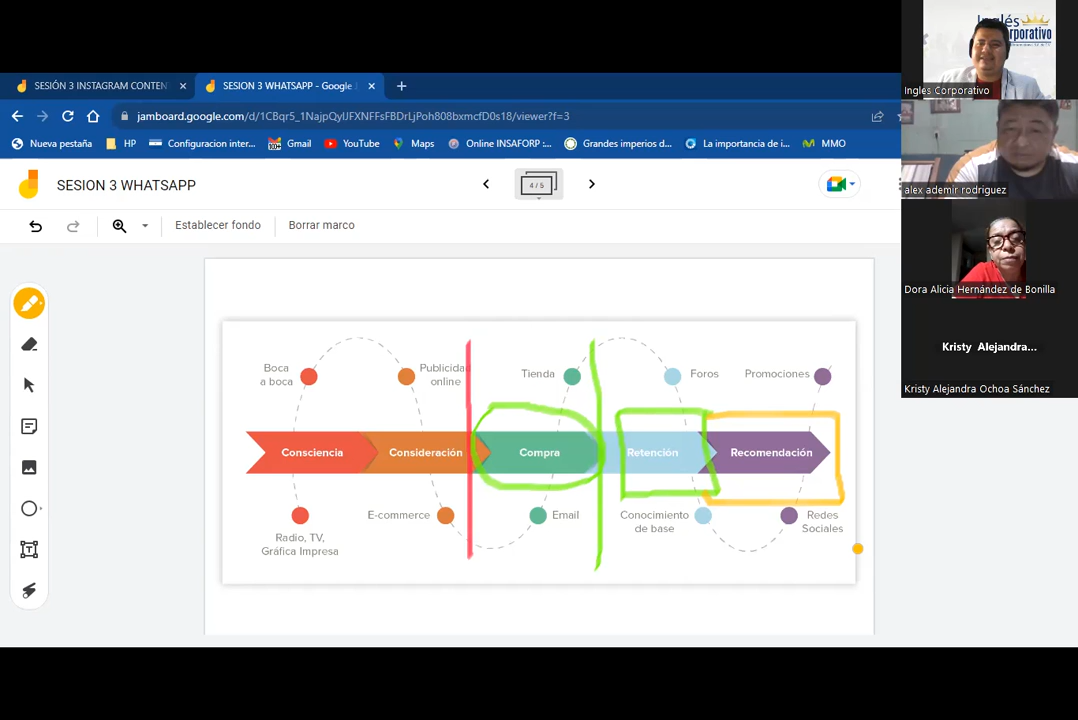 SESIÓN 3 INSTAGRAM CONTEN
SESION 3 WHATSAPP - Google J
jamboard.google.com/d/1CBqr5_1NajpQyIJFXNFFsFBDrLjPoh808bxmcfD0s18/viewer?f=3
Nueva pestaña
HP
Configuracion inter...
Gmail
YouTube
Maps
Online INSAFORP :...
Grandes imperios d...
La importancia de i...
MMO
SESION 3 WHATSAPP
4 / 5
Establecer fondo
Borrar marco
Boca
a boca
Publicidad
online
Tienda
Foros
Promociones
Consciencia
Consideración
Compra
Retención
Recomendación
Radio, TV,
Gráfica Impresa
E-commerce
Email
Conocimiento
de base
Redes
Sociales
Inglés
Corporativo
Ingles Corporativo
alex ademir rodriguez
Dora Alicia Hernández de Bonilla
Kristy Alejandra...
Kristy Alejandra Ochoa Sánchez